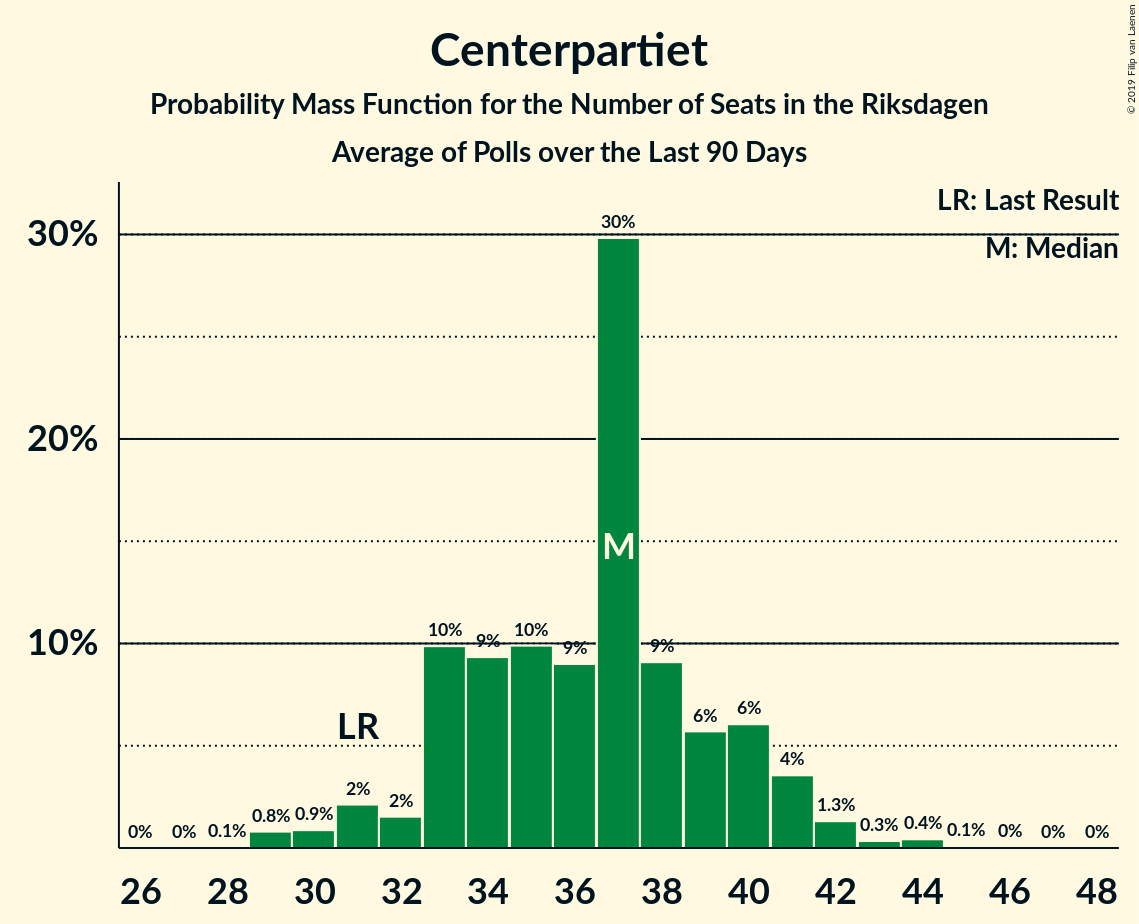 Centerpartiet
Probability Mass Function for the Number of Seats in the Riksdagen
Average of Polls over the Last 90 Days
© 2019 Filip van Laenen
LR: Last Result
M: Median
30%
20%
10%
0% 0% 0.1% 0.8% 0.9% 2% 2% 10% 9% 10% 9% 30% 9% 6% 6% 4% 1.3% 0.3% 0.4% 0.1% 0% 0% 0%
LR
M
26 28 30 32 34 36 38 40 42 44 46 48